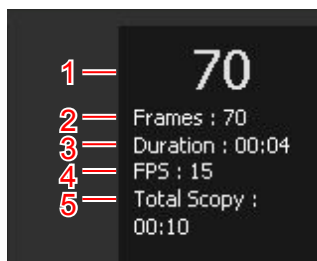 1 70
2 Frames : 70
3 Duration : 00:04
4 FPS : 15
5 Total Scopy :
00:10